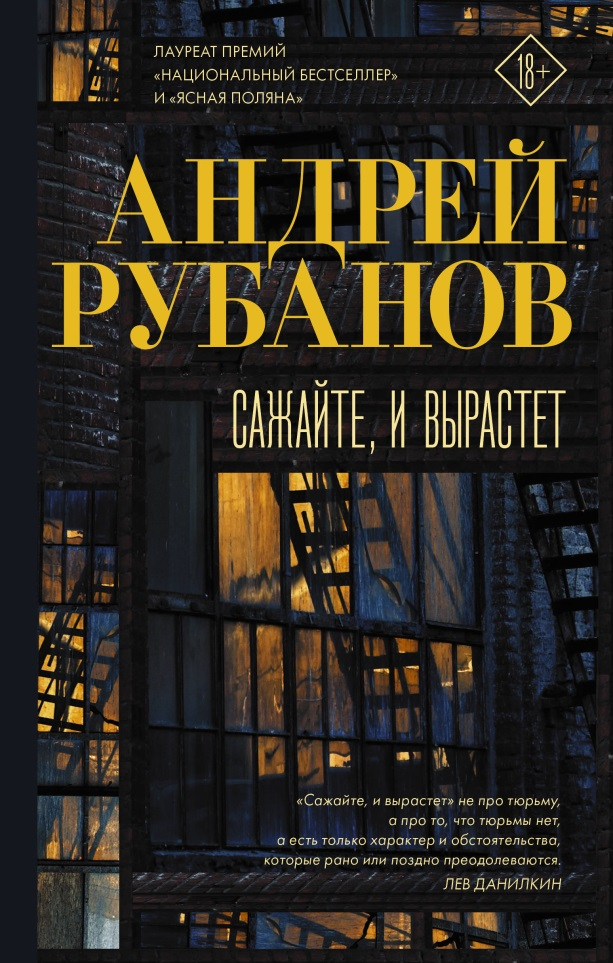 ЛАУРЕАТ ПРЕМИЙ
«НАЦИОНАЛЬНЫЙ БЕСТСЕЛЛЕР»
И «ЯСНАЯ ПОЛЯНА»
18+
АНДРЕЙ
РУБАНОВ
САЖАЙТЕ, И ВЫРАСТЕТ
«Сажайте, и вырастет» не про тюрьму,
а про то, что тюрьмы нет,
а есть только характер и обстоятельства,
которые рано или поздно преодолеваются.
ЛЕВ ДАНИЛКИН